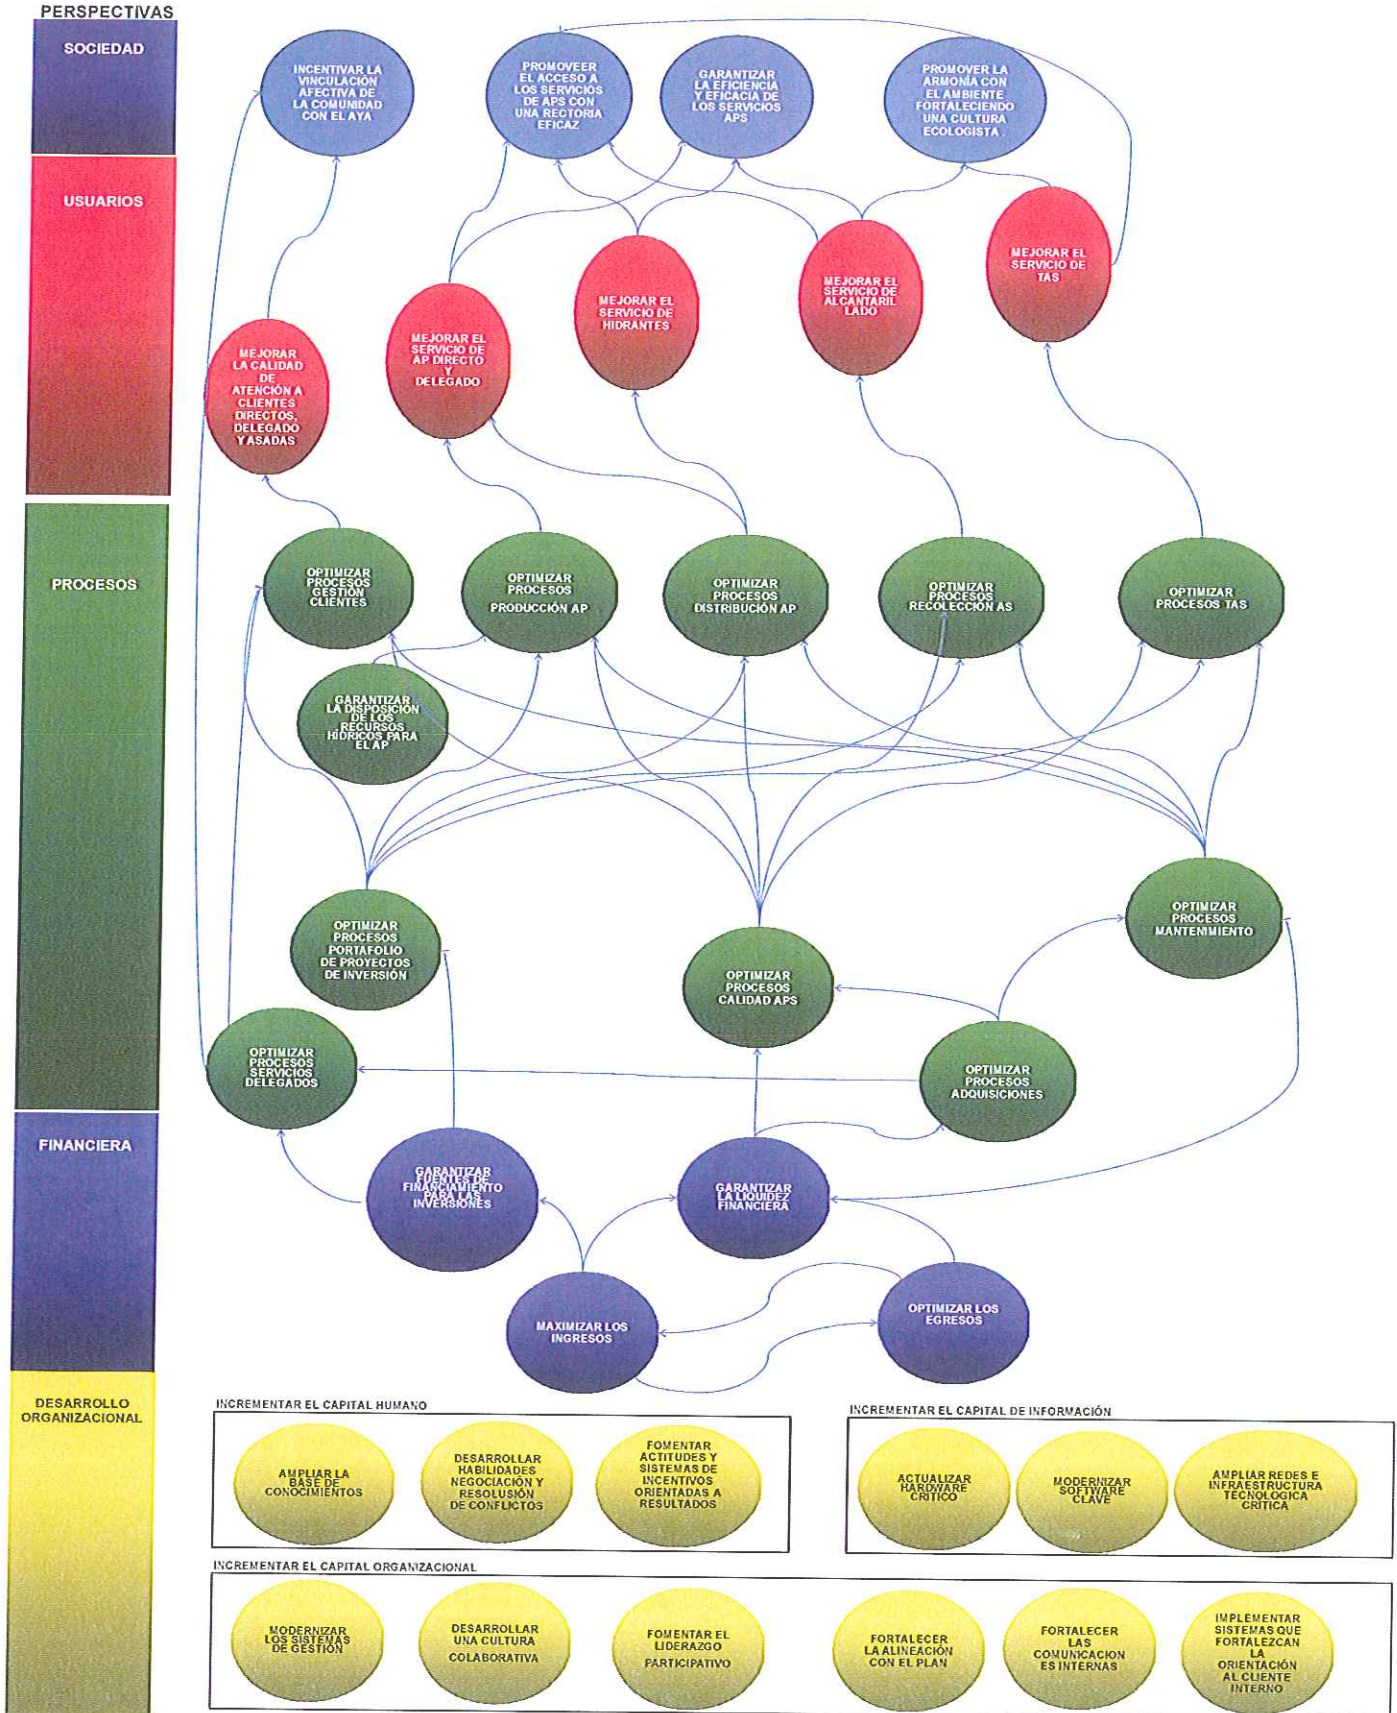 PERSPECTIVAS
SOCIEDAD
INCENTIVAR LA
VINCULACIÓN
AFECTIVA DE
LA COMUNIDAD
CON EL AYA
PROMOVEER
EL ACCESO A
LOS SERVICIOS
DE APS CON
UNA RECTORIA
EFICAZ
GARANTIZAR
LA EFICIENCIA
Y EFICACIA DE
LOS SERVICIOS
APS
PROMOVER LA
ARMONÍA CON
EL AMBIENTE
FORTALECIENDO
UNA CULTURA
ECOLOGISTA .
USUARIOS
MEJORAR
LA CALIDAD
DE
ATENCIÓN A
CLIENTES
DIRECTOS,
DELEGADO
Y ASADAS
MEJORAR EL
SERVICIO DE
AP DIRECTO
Y
DELEGADO
MEJORAR EL
SERVICIO DE
HIDRANTES
MEJORAR EL
SERVICIO DE
ALCANTARIL
LADO
MEJORAR EL
SERVICIO DE
TAS
PROCESOS
OPTIMIZAR
PROCESOS
GESTIÓN
CLIENTES
OPTIMIZAR
PROCESOS
PRODUCCIÓN AP
OPTIMIZAR
PROCESOS
DISTRIBUCIÓN AP
OPTIMIZAR
PROCESOS
RECOLECCIÓN AS
OPTIMIZAR
PROCESOS TAS
GARANTIZAR
LA DISPOSICIÓN
DE LOS
RECURSOS
HÍDRICOS PARA
EL AP
OPTIMIZAR
PROCESOS
PORTAFOLIO
DE PROYECTOS
DE INVERSIÓN
OPTIMIZAR
PROCESOS
CALIDAD APS
OPTIMIZAR
PROCESOS
MANTENIMIENTO
OPTIMIZAR
PROCESOS
SERVICIOS
DELEGADOS
OPTIMIZAR
PROCESOS
ADQUISICIONES
FINANCIERA
GARANTIZAR
FUENTES DE
FINANCIAMIENTO
PARA LAS
INVERSIONES
GARANTIZAR
LA LIQUIDEZ
FINANCIERA
MAXIMIZAR LOS
INGRESOS
OPTIMIZAR LOS
EGRESOS
DESARROLLO
ORGANIZACIONAL
INCREMENTAR EL CAPITAL HUMANO
AMPLIAR LA
BASE DE
CONOCIMIENTOS
DESARROLLAR
HABILIDADES
NEGOCIACIÓN Y
RESOLUSIÓN
DE CONFLICTOS
FOMENTAR
ACTITUDES Y
SISTEMAS DE
INCENTIVOS
ORIENTADAS A
RESULTADOS
INCREMENTAR EL CAPITAL DE INFORMACIÓN
ACTUALIZAR
HARDWARE
CRITICO
MODERNIZAR
SOFTWARE
CLAVE
AMPLIAR REDES E
INFRAESTRUCTURA
TECNOLOGICA
CRITICA
INCREMENTAR EL CAPITAL ORGANIZACIONAL
MODERNIZAR
LOS SISTEMAS
DE GESTIÓN
DESARROLLAR
UNA CULTURA
COLABORATIVA
FOMENTAR EL
LIDERAZGO
PARTICIPATIVO
FORTALECER
LA ALINEACIÓN
CON EL PLAN
FORTALECER
LAS
COMUNICACION
ES INTERNAS
IMPLEMENTAR
SISTEMAS QUE
FORTALEZCAN
LA
ORIENTACIÓN
AL CLIENTE
INTERNO